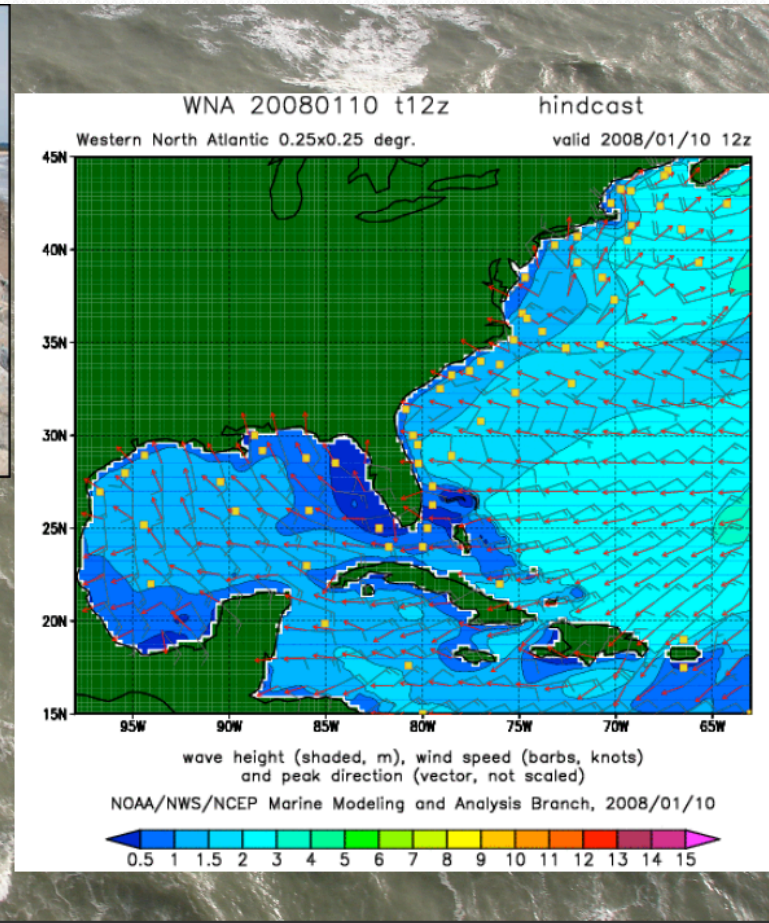 WNA 20080110 t12z hindcast
Western North Atlantic 0.25x0.25 degr. valid 2008/01/10 12z
45N
40N
35N
30N
25N
20N
15N
95W 90W 85W 80W 75W 70W 65W
wave height (shaded, m), wind speed (barbs, knots)
and peak direction (vector, not scaled)
NOAA/NWS/NCEP Marine Modeling and Analysis Branch, 2008/01/10
0.5 1 1.5 2 3 4 5 6 7 8 9 10 11 12 13 14 15